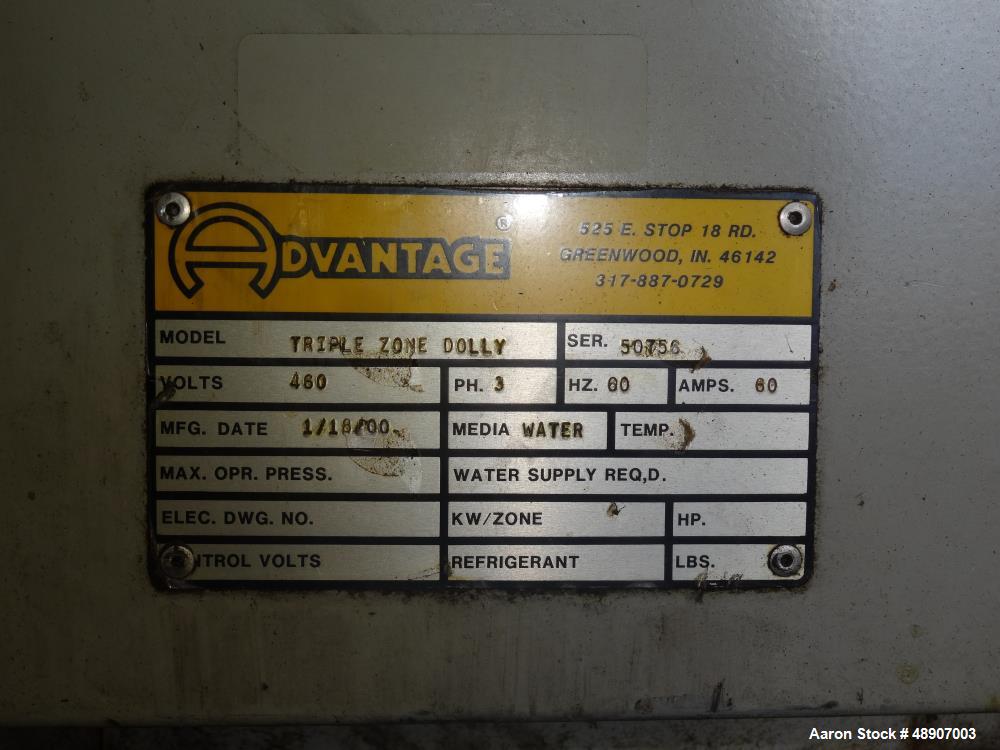 ADVANTAGE ®
525 E. STOP 18 RD.
GREENWOOD, IN. 46142
317-887-0729
MODEL TRIPLE ZONE DOLLY SER. 50756
VOLTS 460 PH. 3 HZ. 60 AMPS. 60
MFG. DATE 1/18/00 MEDIA WATER TEMP.
MAX. OPR. PRESS. WATER SUPPLY REQ,D.
ELEC. DWG. NO. KW/ZONE HP.
CONTROL VOLTS REFRIGERANT LBS.
Aaron Stock # 48907003